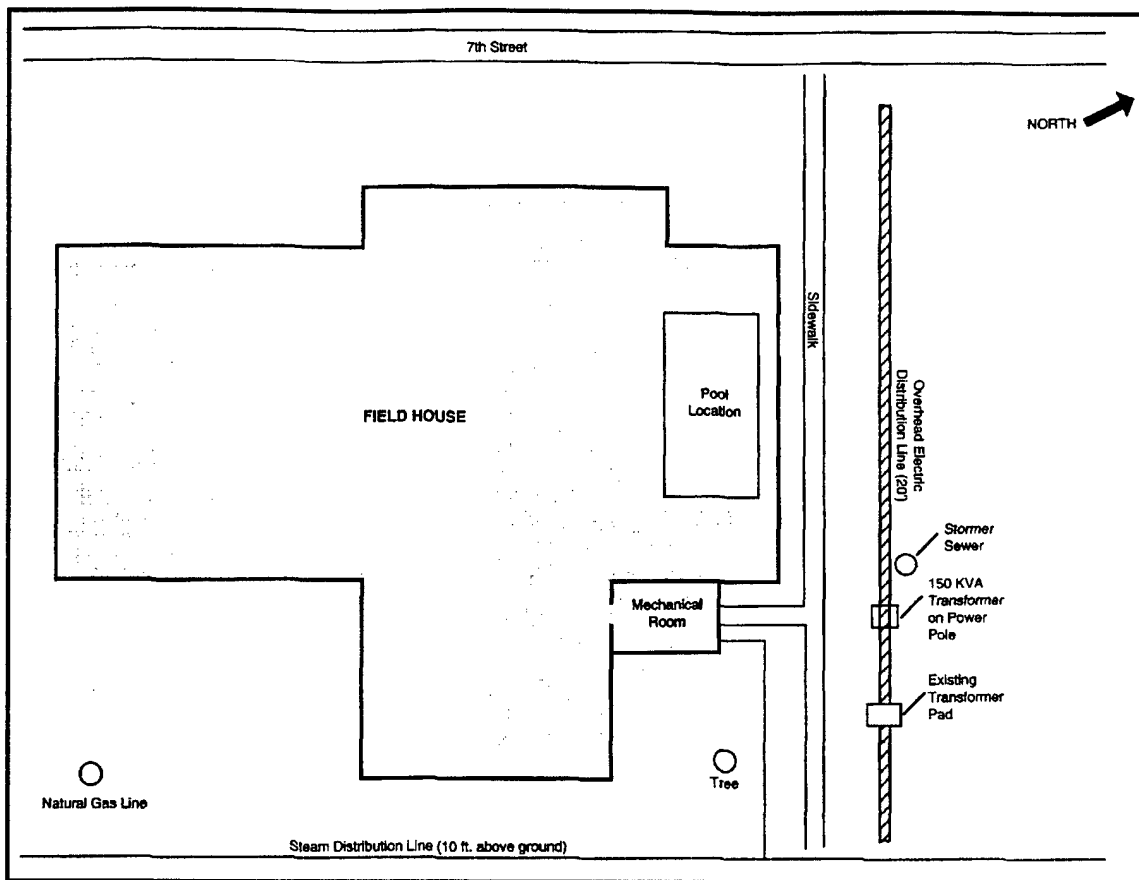 7th Street
NORTH
Sidewalk
Overhead Electric
Distribution Line (20')
Pool
Location
FIELD HOUSE
Stormer
Sewer
150 KVA
Transformer
on Power
Pole
Mechanical
Room
Existing
Transformer
Pad
Tree
Natural Gas Line
Steam Distribution Line (10 ft. above ground)